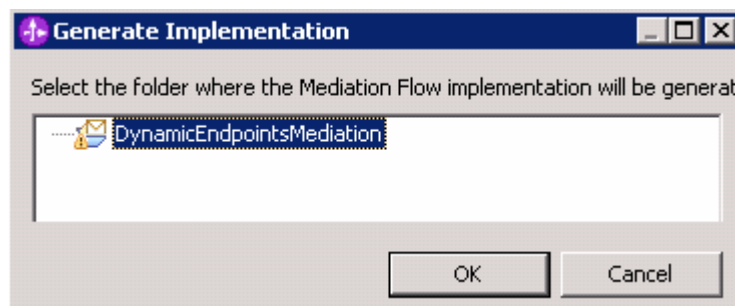 Generate Implementation
Select the folder where the Mediation Flow implementation will be generat
DynamicEndpointsMediation
OK
Cancel